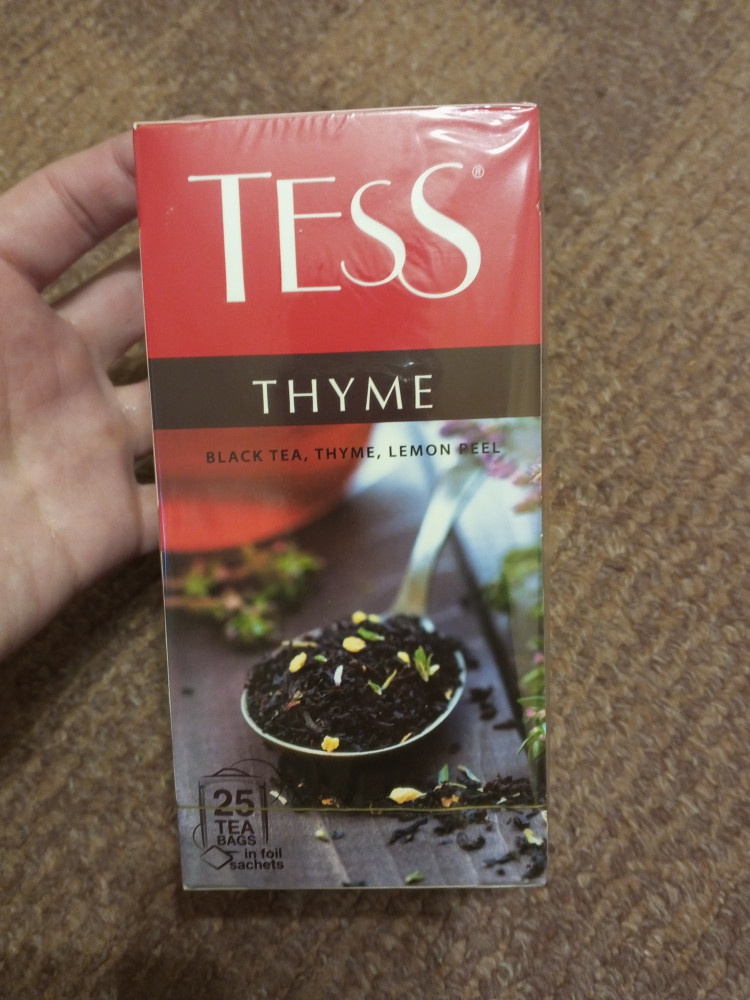 TESS®
THYME
BLACK TEA, THYME, LEMON PEEL
25
TEA
BAGS
in foil
sachets